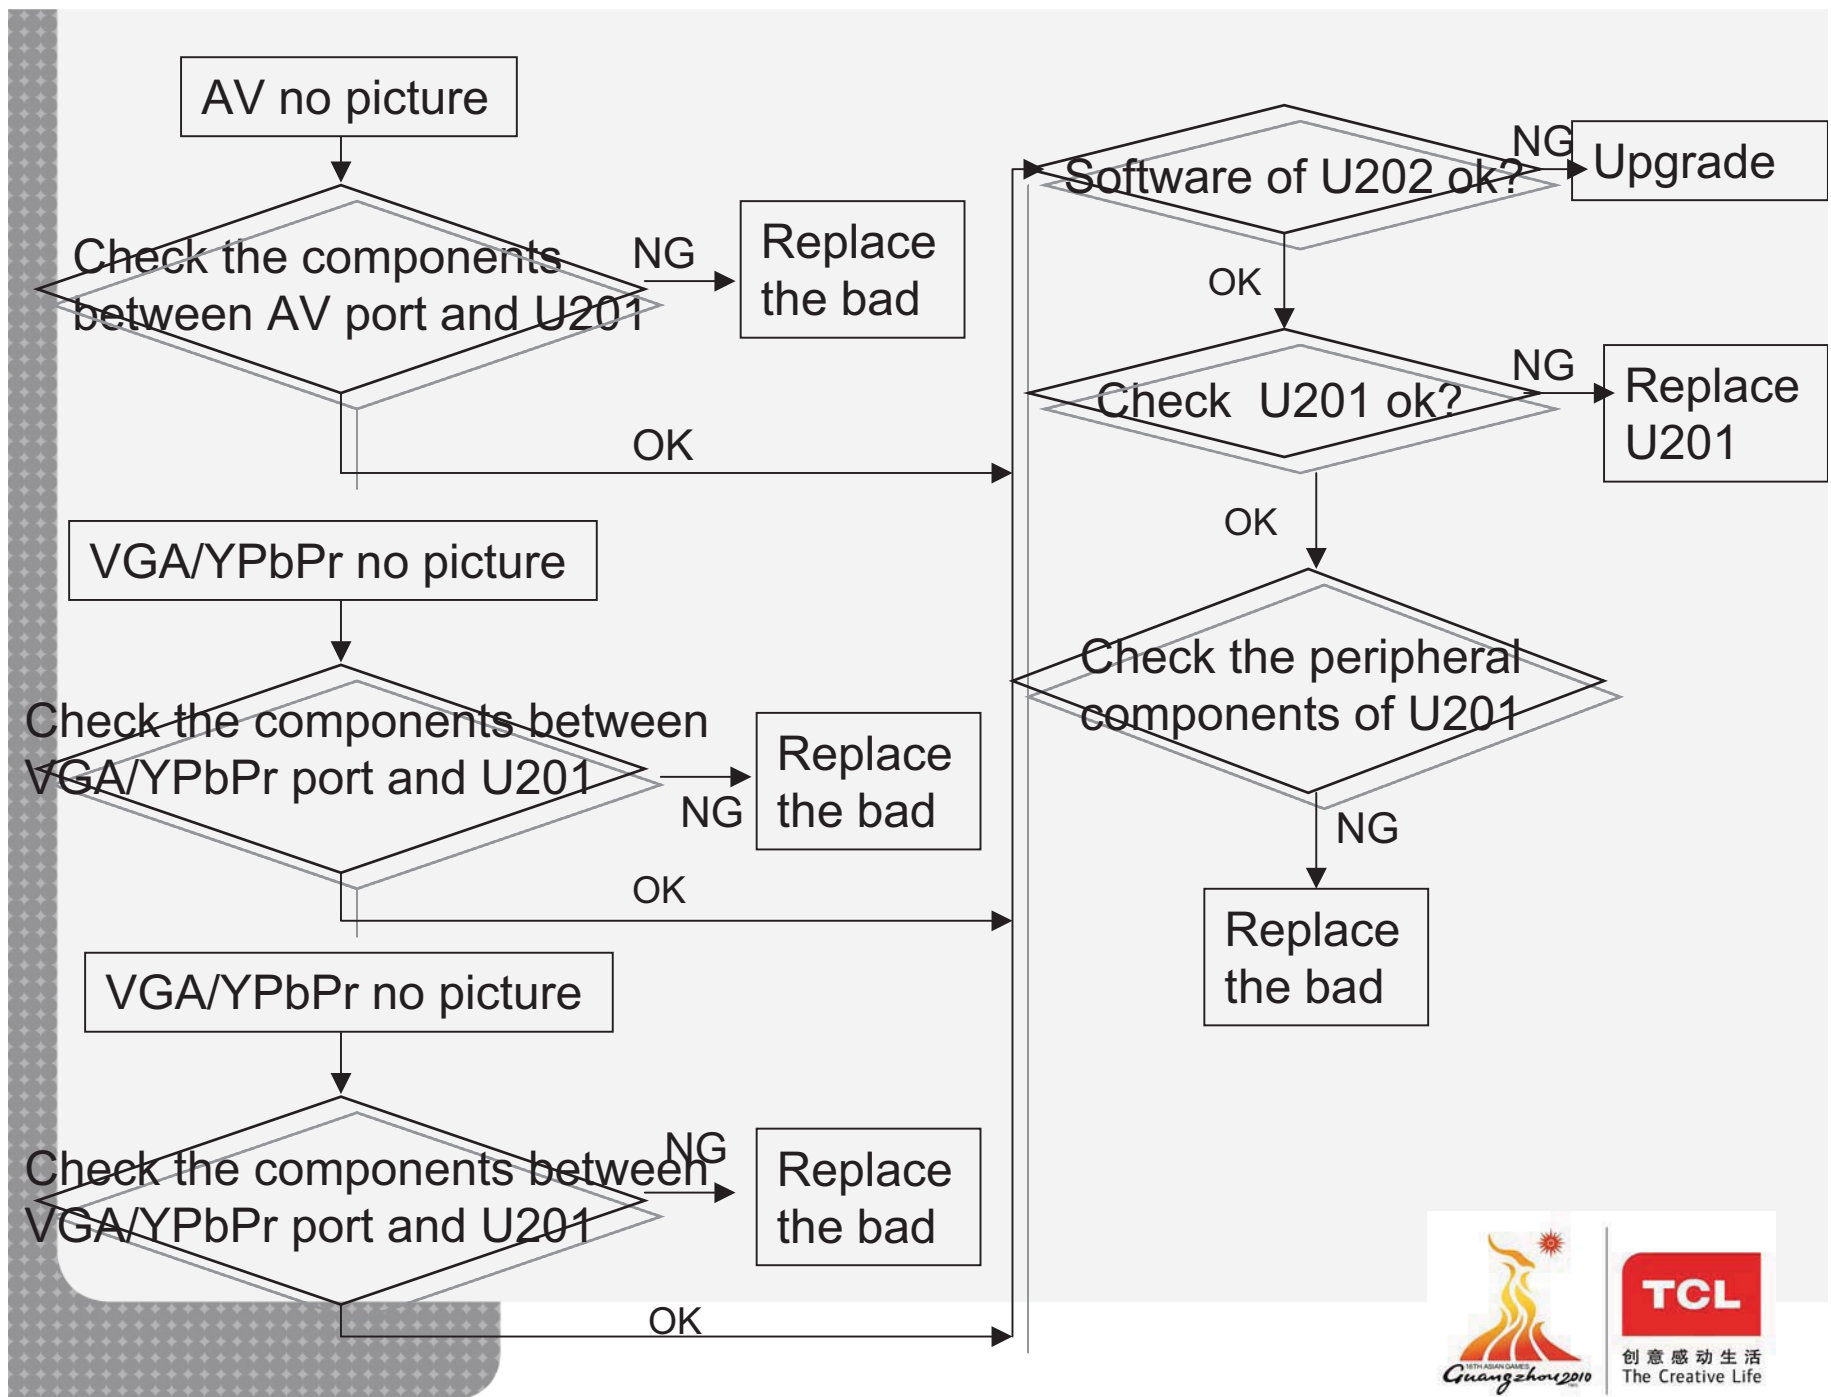 AV no picture
Check the components
between AV port and U201
NG
Replace
the bad
OK
VGA/YPbPr no picture
Check the components between
VGA/YPbPr port and U201
NG
Replace
the bad
OK
VGA/YPbPr no picture
Check the components between
VGA/YPbPr port and U201
NG
Replace
the bad
OK
Software of U202 ok?
NG
Upgrade
OK
Check U201 ok?
NG
Replace
U201
OK
Check the peripheral
components of U201
NG
Replace
the bad
16TH ASIAN GAMES
Guangzhou2010
TCL
创意感动生活
The Creative Life